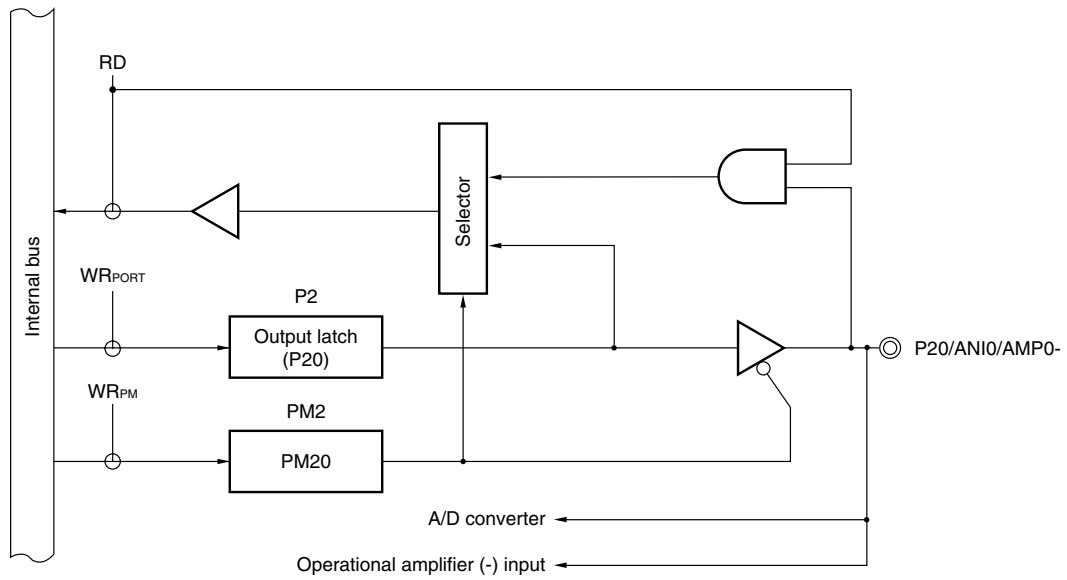 RD
Internal bus
Selector
WRPORT
P2
Output latch
(P20)
P20/ANI0/AMP0-
WRPM
PM2
PM20
A/D converter
Operational amplifier (-) input